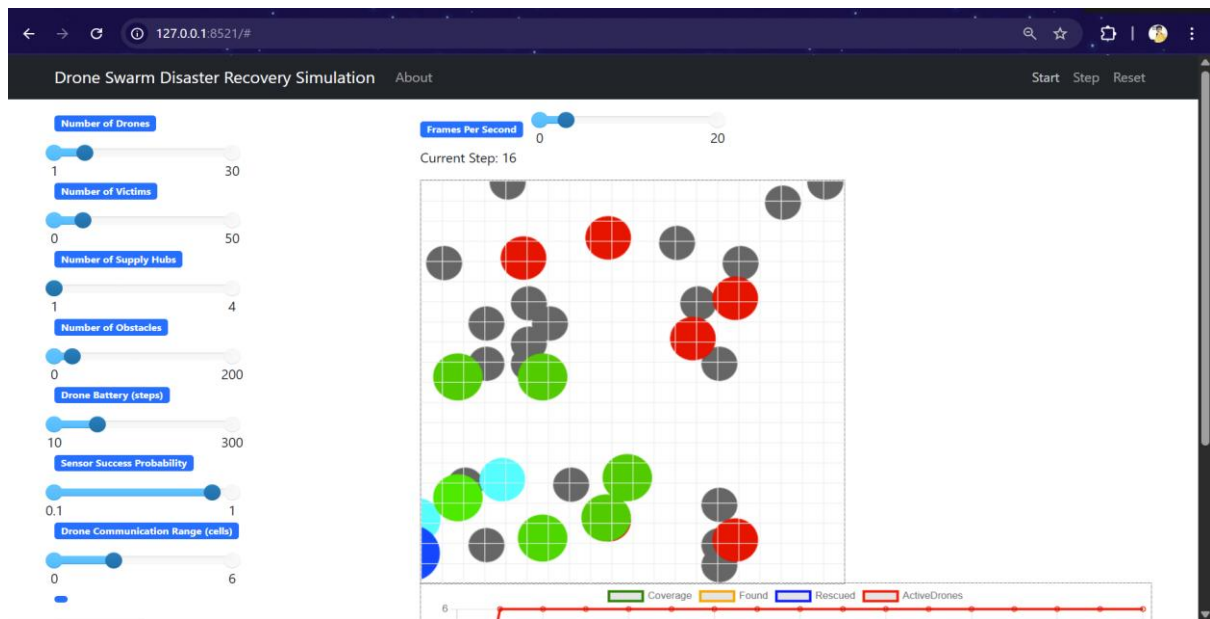 127.0.0.1:8521/#
Drone Swarm Disaster Recovery Simulation About Start Step Reset
Number of Drones
1 30
Number of Victims
0 50
Number of Supply Hubs
1 4
Number of Obstacles
0 200
Drone Battery (steps)
10 300
Sensor Success Probability
0.1 1
Drone Communication Range (cells)
0 6
Frames Per Second
0 20
Current Step: 16
Coverage Found Rescued ActiveDrones
6